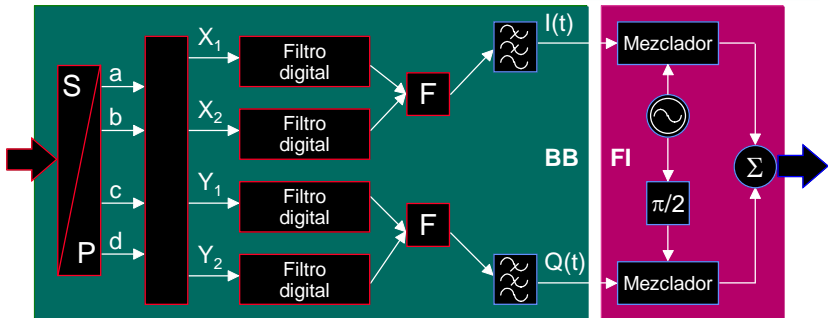 S
P
a
b
c
d
X1
X2
Y1
Y2
Filtro
digital
Filtro
digital
Filtro
digital
Filtro
digital
F
F
I(t)
Q(t)
BB
FI
Mezclador
π/2
Mezclador
Σ